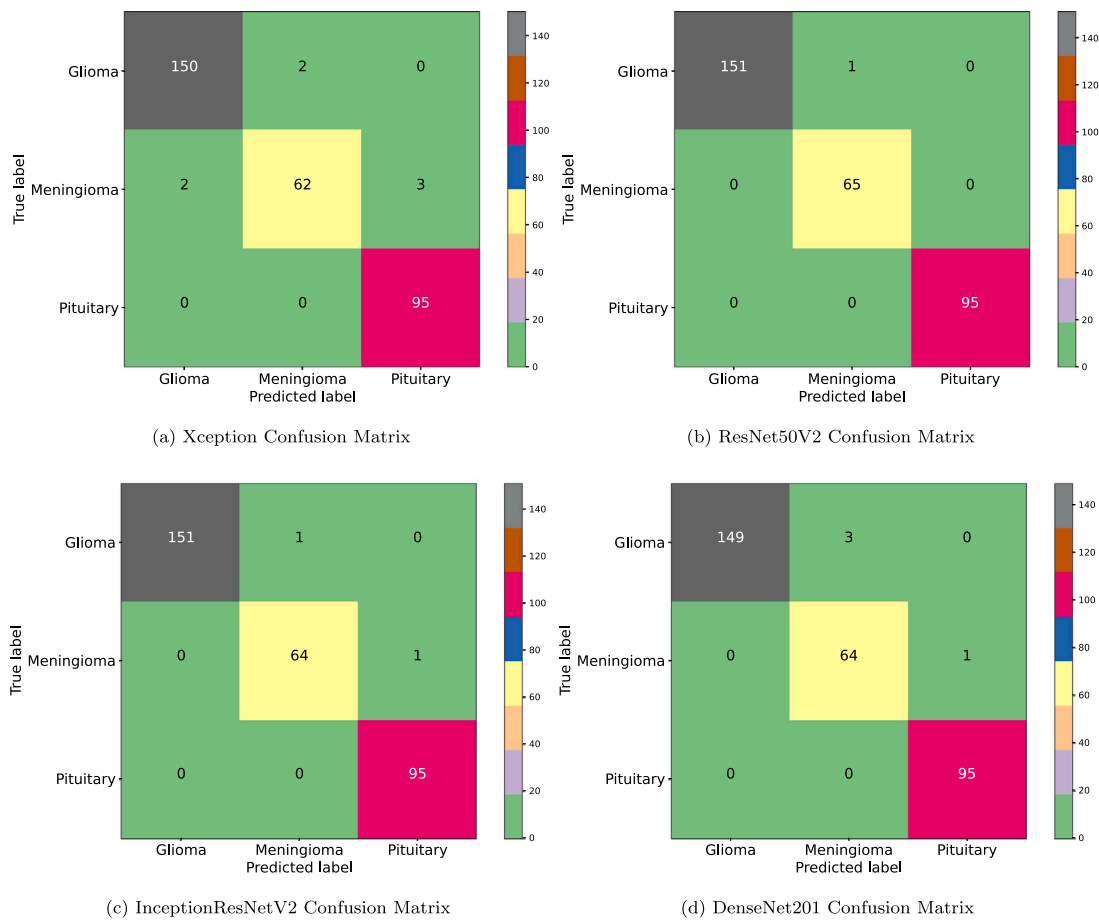 140
Glioma 150 2 0
120
100
80
Meningioma 2 62 3
60
40
Pituitary 0 0 95
20
0
Glioma Meningioma Pituitary
Predicted label
True label
(a) Xception Confusion Matrix
140
Glioma 151 1 0
120
100
80
Meningioma 0 65 0
60
40
Pituitary 0 0 95
20
0
Glioma Meningioma Pituitary
Predicted label
True label
(b) ResNet50V2 Confusion Matrix
140
Glioma 151 1 0
120
100
80
Meningioma 0 64 1
60
40
Pituitary 0 0 95
20
0
Glioma Meningioma Pituitary
Predicted label
True label
(c) InceptionResNetV2 Confusion Matrix
140
Glioma 149 3 0
120
100
80
Meningioma 0 64 1
60
40
Pituitary 0 0 95
20
0
Glioma Meningioma Pituitary
Predicted label
True label
(d) DenseNet201 Confusion Matrix